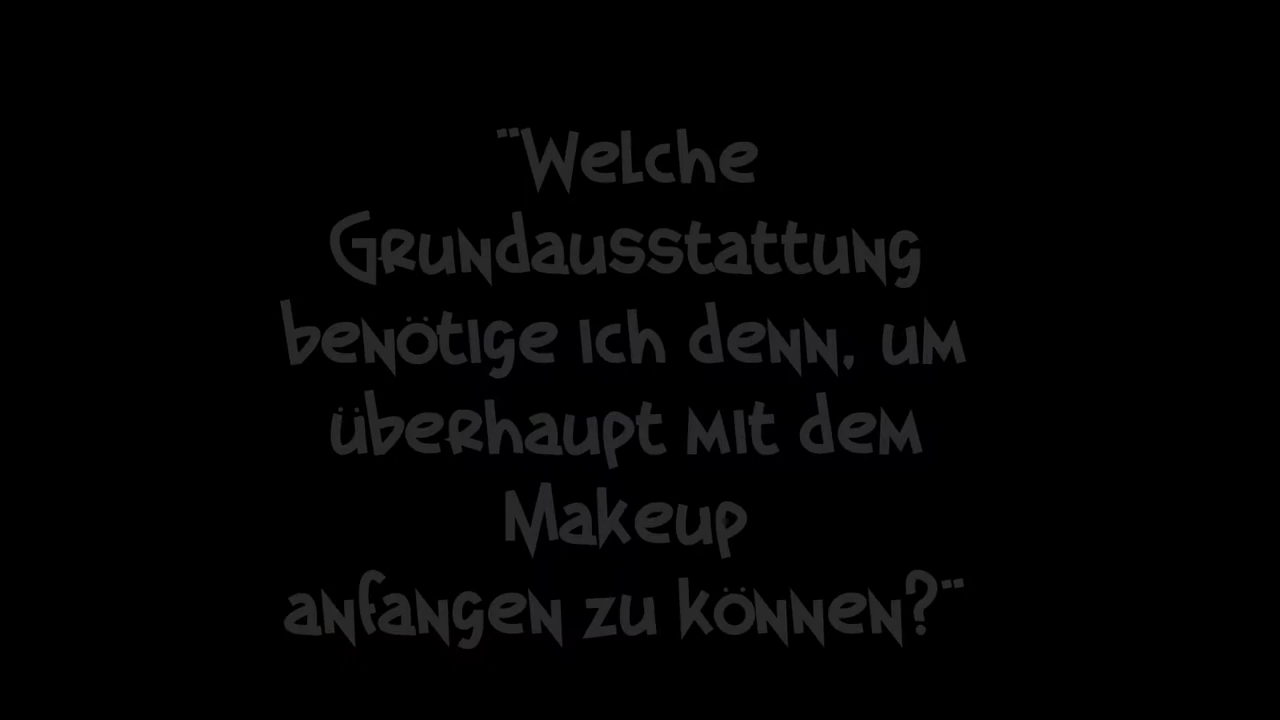 "Welche
Grundausstattung
benötige ich denn, um
überhaupt mit dem
Makeup
anfangen zu können?"